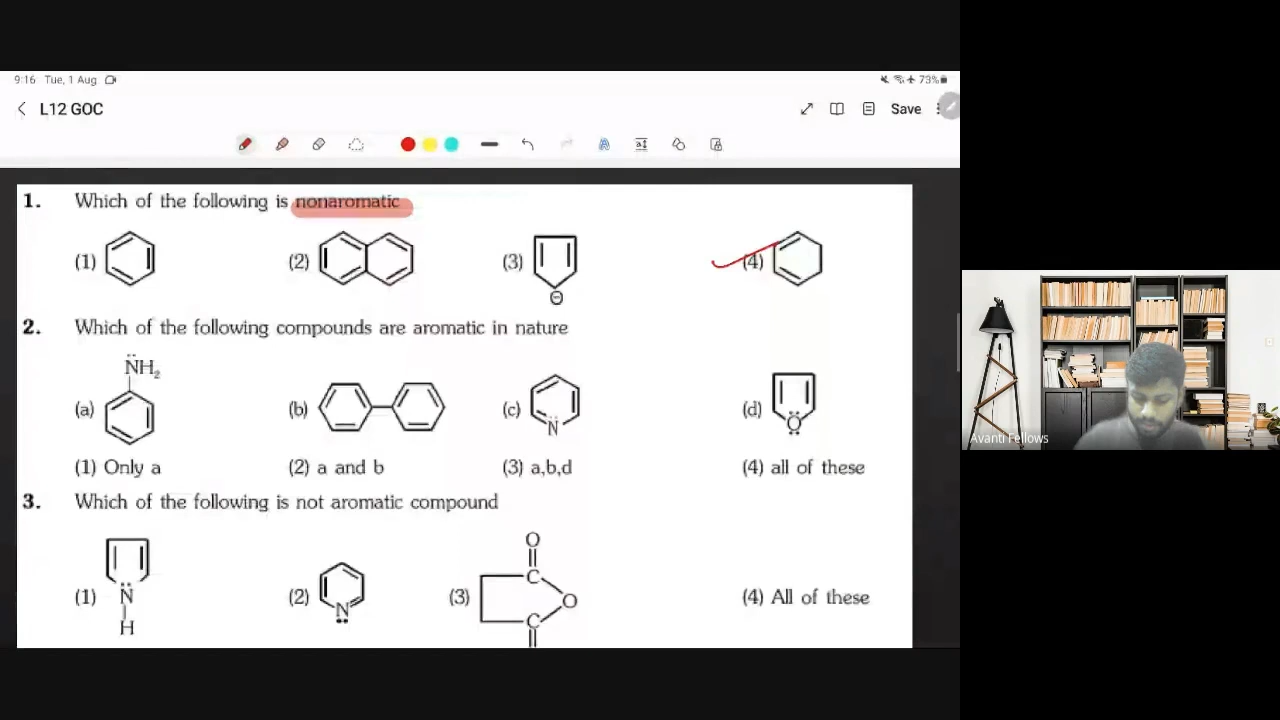 9:16 Tue, 1 Aug
73%
L12 GOC
Save
1. Which of the following is nonaromatic
(1) (2) (3) (4)
⊖
2. Which of the following compounds are aromatic in nature
N̈H₂
(a) (b) (c) (d)
N O
(1) Only a (2) a and b (3) a,b,d (4) all of these
3. Which of the following is not aromatic compound
O
C
(1) N (2) N (3) O (4) All of these
H
C
Avanti Fellows